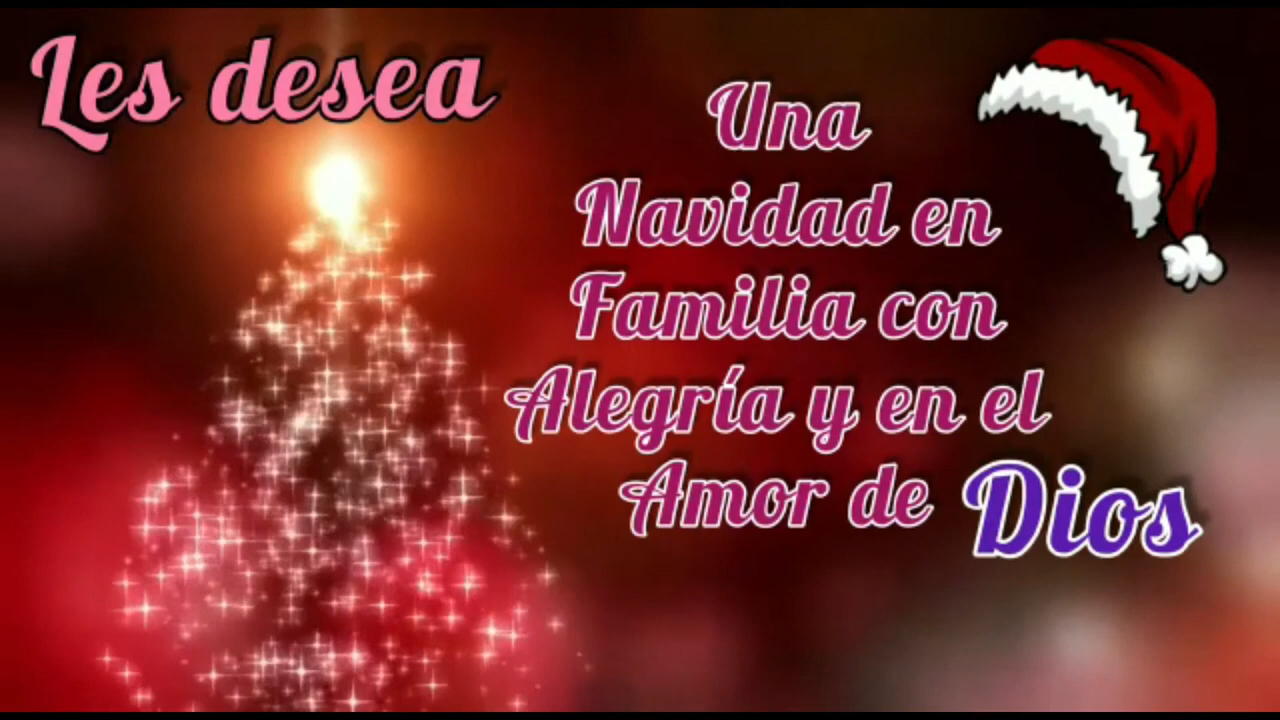 Les desea
Una
Navidad en
Familia con
Alegría y en el
Amor de Dios